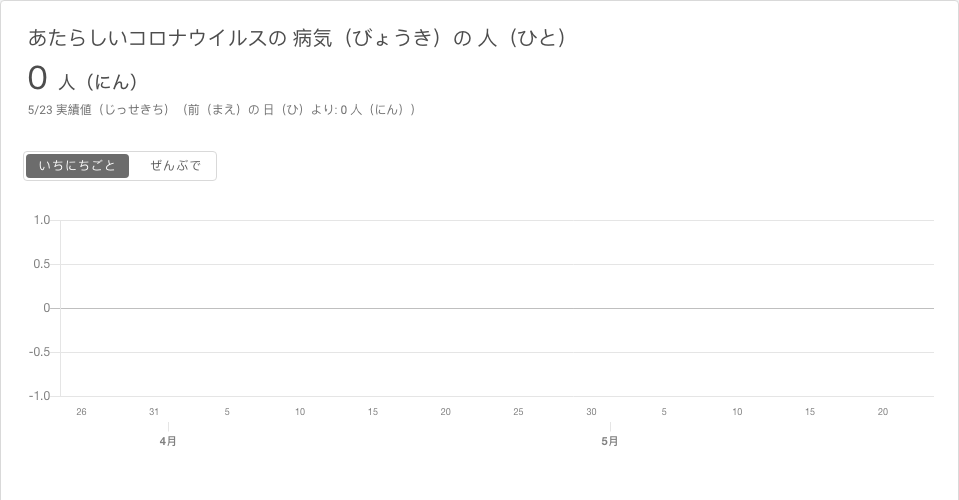 あたらしいコロナウイルスの 病気（びょうき）の 人（ひと）
0 人（にん）
5/23 実績値（じっせきち）（前（まえ）の 日（ひ）より: 0 人（にん））
いちにちごと ぜんぶで
1.0
0.5
0
-0.5
-1.0
26 31 5 10 15 20 25 30 5 10 15 20
4月 5月